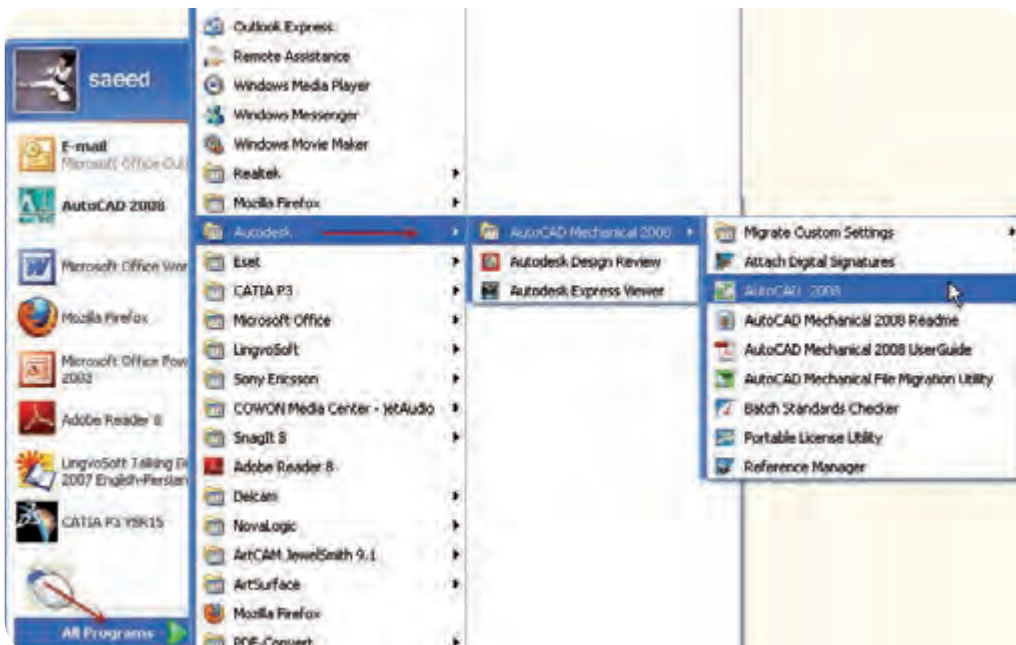 saeed
E-mail
Microsoft Office Out
AutoCAD 2008
Microsoft Office Wor
Mozilla Firefox
Microsoft Office Pow
2003
Adobe Reader 8
LingvoSoft Talking Di
2007 English-Persian
CATIA P3 V5R15
All Programs
Outlook Express
Remote Assistance
Windows Media Player
Windows Messenger
Windows Movie Maker
Realtek
Mozilla Firefox
Autodesk
Eset
CATIA P3
Microsoft Office
LingvoSoft
Sony Ericsson
COWON Media Center - jetAudio
SnagIt 8
Adobe Reader 8
Delcam
NovaLogic
ArtCAM JewelSmith 9.1
ArtSurface
Mozilla Firefox
PDF-Convert
AutoCAD Mechanical 2008
Autodesk Design Review
Autodesk Express Viewer
Migrate Custom Settings
Attach Digital Signatures
AutoCAD 2008
AutoCAD Mechanical 2008 Readme
AutoCAD Mechanical 2008 UserGuide
AutoCAD Mechanical File Migration Utility
Batch Standards Checker
Portable License Utility
Reference Manager